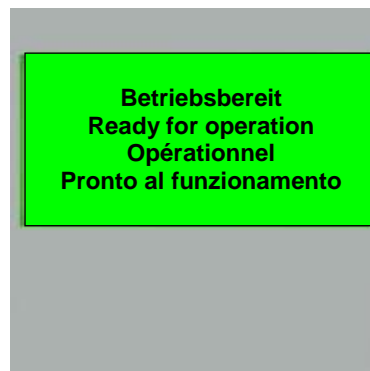 Betriebsbereit
Ready for operation
Opérationnel
Pronto al funzionamento